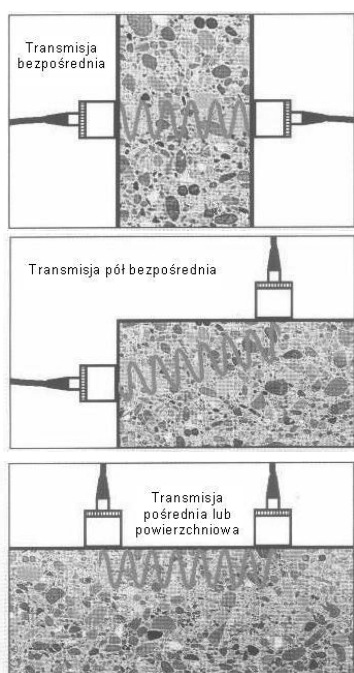 Transmisja
bezpośrednia
Transmisja pół bezpośrednia
Transmisja
pośrednia lub
powierzchniowa